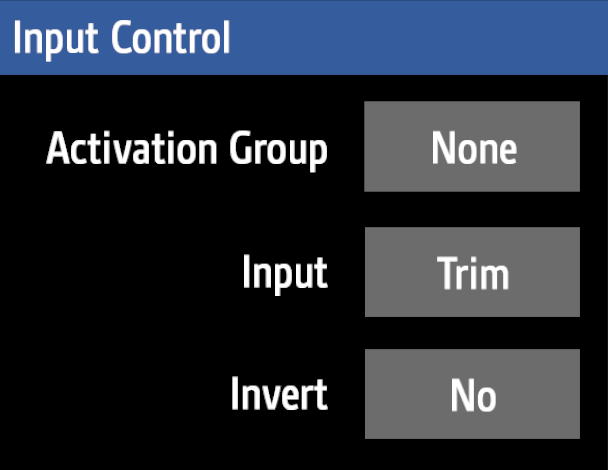 Input Control
Activation Group None
Input Trim
Invert No